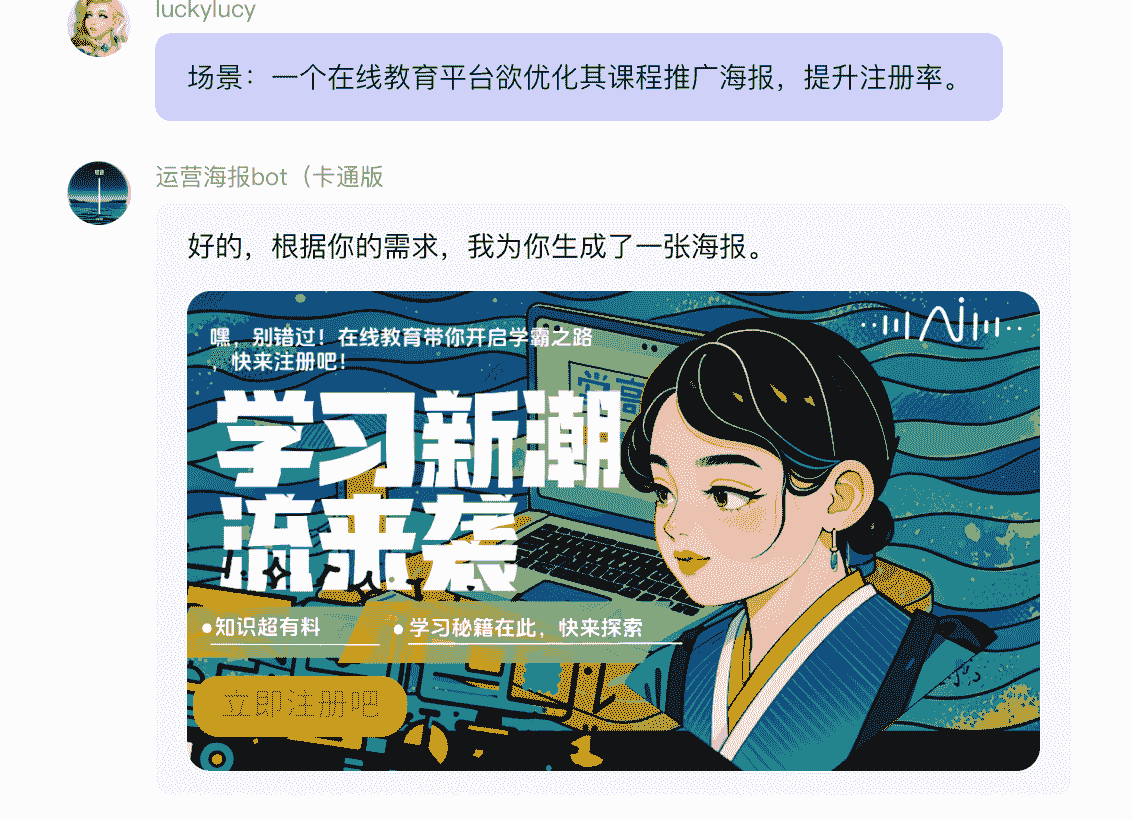 luckylucy
场景：一个在线教育平台欲优化其课程推广海报，提升注册率。
运营海报bot（卡通版
好的，根据你的需求，我为你生成了一张海报。
嘿，别错过！在线教育带你开启学霸之路
，快来注册吧！
学习新潮
流来袭
●知识超有料 ●学习秘籍在此，快来探索
立即注册吧